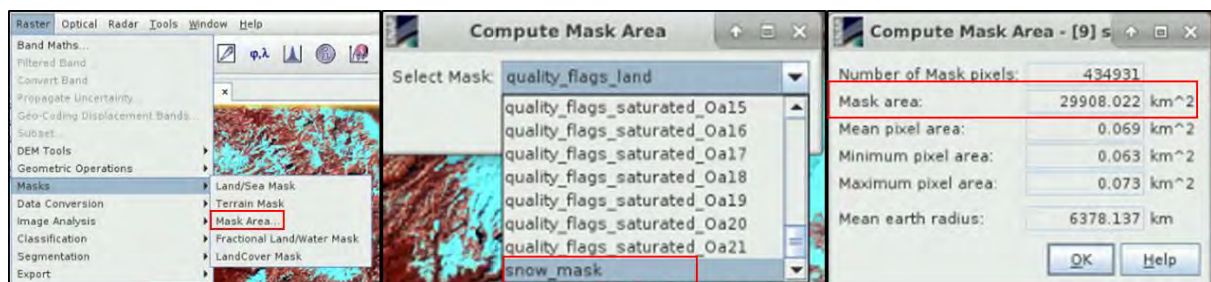 Raster Optical Radar Tools Window Help
Band Maths...
Filtered Band...
Convert Band
Propagate Uncertainty...
Geo-Coding Displacement Bands...
Subset...
DEM Tools
Geometric Operations
Masks
Data Conversion
Image Analysis
Classification
Segmentation
Export
Land/Sea Mask
Terrain Mask
Mask Area...
Fractional Land/Water Mask
LandCover Mask
φ,λ
Compute Mask Area
Select Mask: quality_flags_land
quality_flags_saturated_Oa15
quality_flags_saturated_Oa16
quality_flags_saturated_Oa17
quality_flags_saturated_Oa18
quality_flags_saturated_Oa19
quality_flags_saturated_Oa20
quality_flags_saturated_Oa21
snow_mask
Compute Mask Area - [9] s
Number of Mask pixels: 434931
Mask area: 29908.022 km^2
Mean pixel area: 0.069 km^2
Minimum pixel area: 0.063 km^2
Maximum pixel area: 0.073 km^2
Mean earth radius: 6378.137 km
OK Help